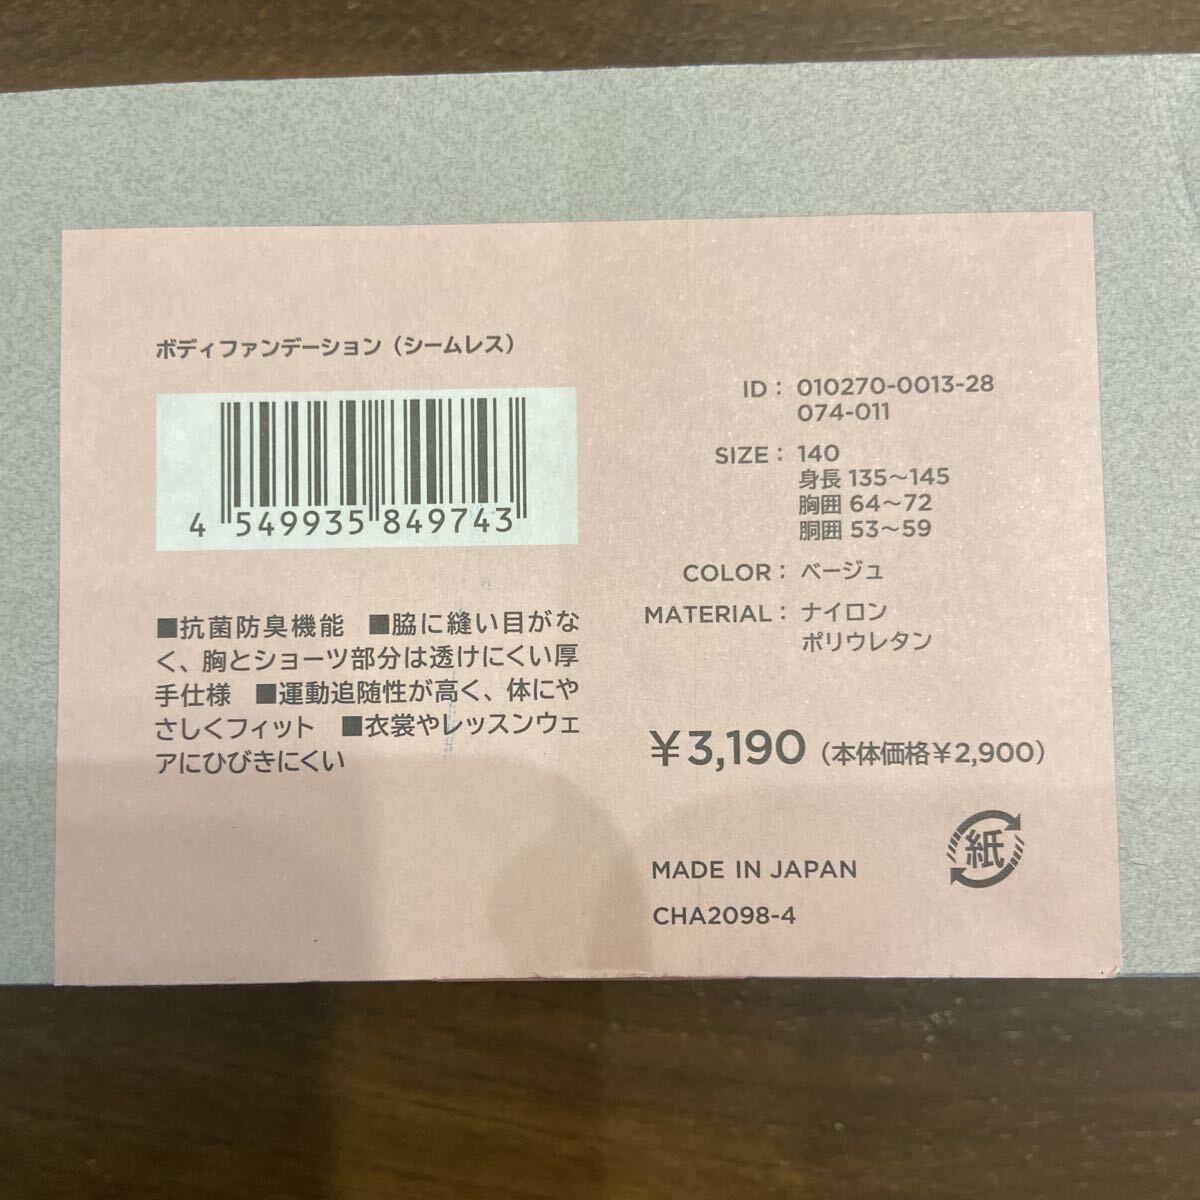 ボディファンデーション（シームレス）
4 549935 849743
■抗菌防臭機能 ■脇に縫い目がな
く、胸とショーツ部分は透けにくい厚
手仕様 ■運動追随性が高く、体にや
さしくフィット ■衣裳やレッスンウェ
アにひびきにくい
ID： 010270-0013-28
074-011
SIZE： 140
身長 135～145
胸囲 64～72
胴囲 53～59
COLOR： ベージュ
MATERIAL： ナイロン
ポリウレタン
￥3,190（本体価格￥2,900）
紙
MADE IN JAPAN
CHA2098-4